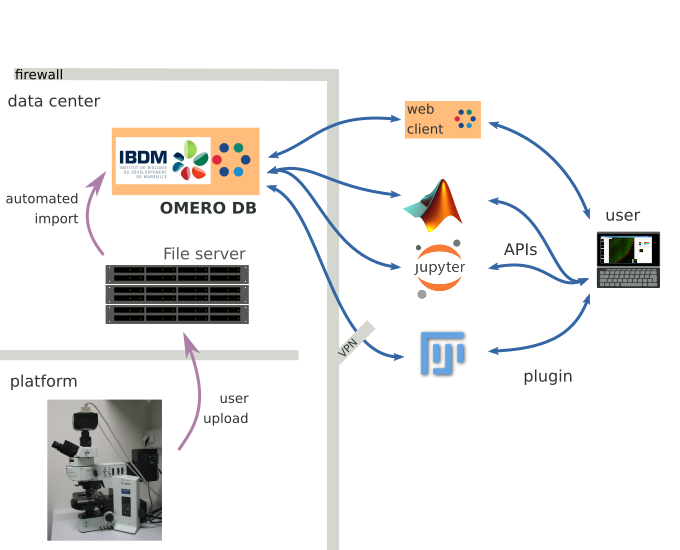 firewall
data center
IBDM
INSTITUT DE BIOLOGIE
DU DÉVELOPPEMENT
DE MARSEILLE
OMERO DB
automated
import
File server
web
client
user
APIs
jupyter
VPN
plugin
platform
user
upload